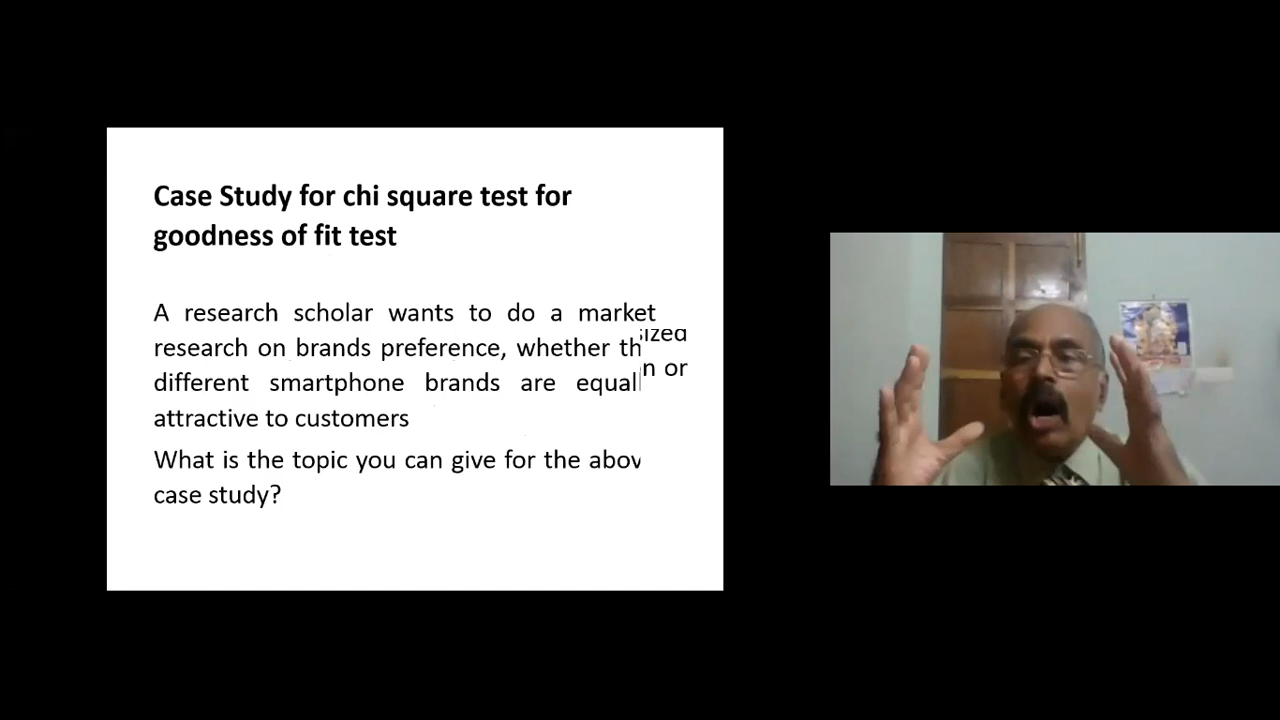 Case Study for chi square test for
goodness of fit test
A research scholar wants to do a market
research on brands preference, whether th
different smartphone brands are equal
attractive to customers
What is the topic you can give for the abov
case study?
ized
n or